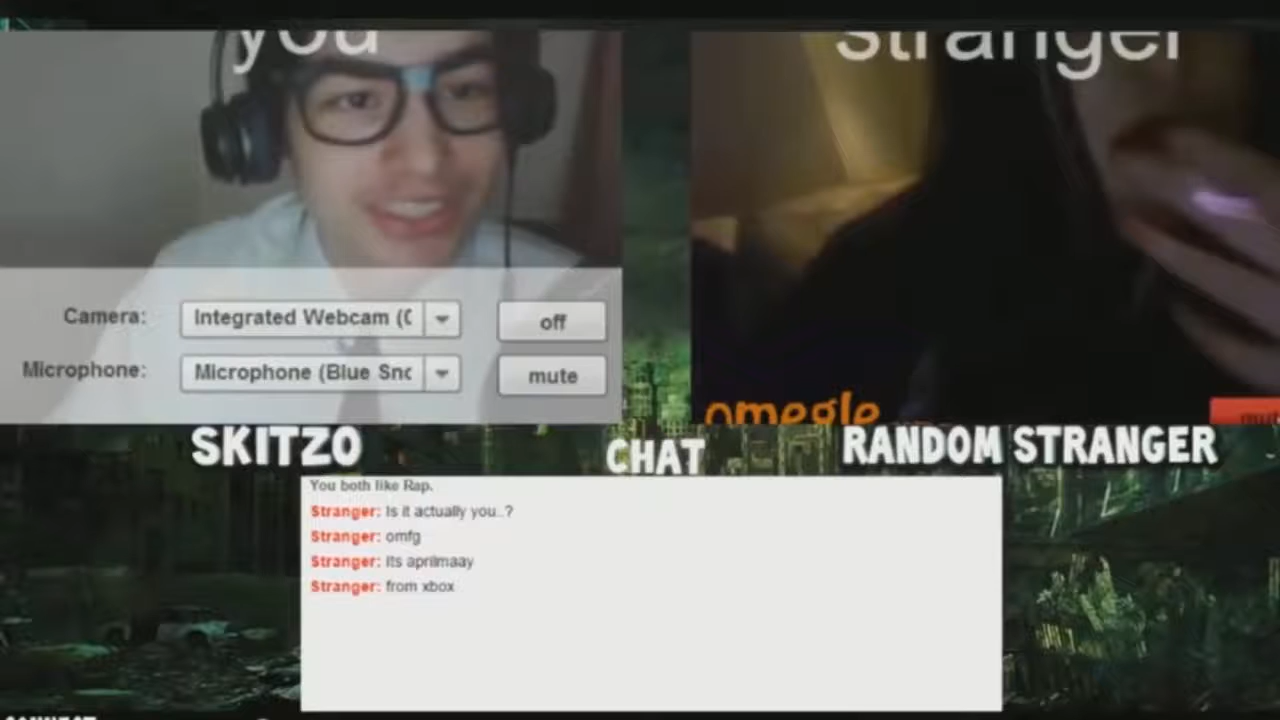 you
stranger
Camera:
Integrated Webcam ((
off
Microphone:
Microphone (Blue Snc
mute
omegle
SKITZO
CHAT
RANDOM STRANGER
You both like Rap.
Stranger: Is it actually you..?
Stranger: omfg
Stranger: Its aprilmaay
Stranger: from xbox